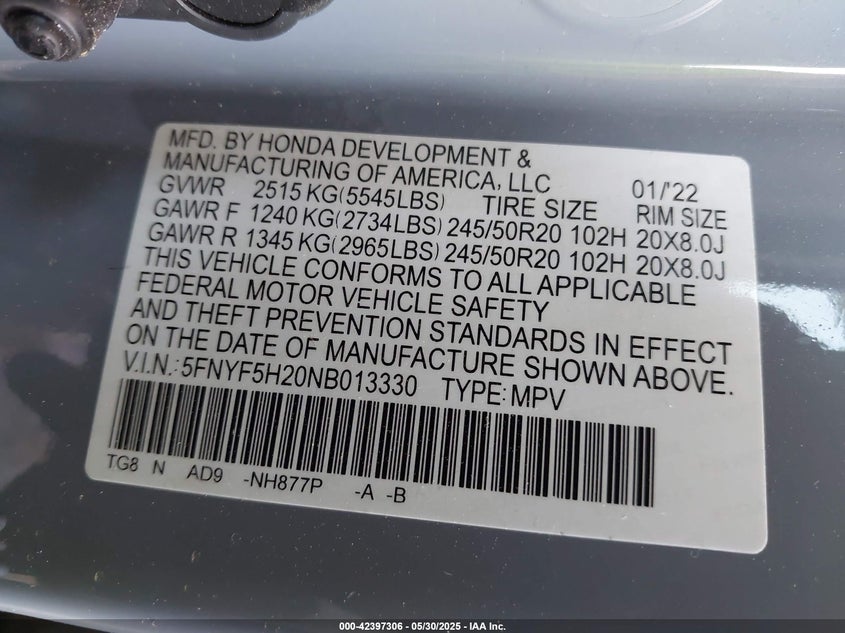 MFD. BY HONDA DEVELOPMENT &
MANUFACTURING OF AMERICA, LLC 01/'22
GVWR 2515 KG(5545LBS) TIRE SIZE RIM SIZE
GAWR F 1240 KG(2734LBS) 245/50R20 102H 20X8.0J
GAWR R 1345 KG(2965LBS) 245/50R20 102H 20X8.0J
THIS VEHICLE CONFORMS TO ALL APPLICABLE
FEDERAL MOTOR VEHICLE SAFETY
AND THEFT PREVENTION STANDARDS IN EFFECT
ON THE DATE OF MANUFACTURE SHOWN ABOVE.
V.I.N.: 5FNYF5H20NB013330 TYPE: MPV
TG8 N AD9 -NH877P -A -B
000-42397306 — 05/30/2025 — IAA Inc.